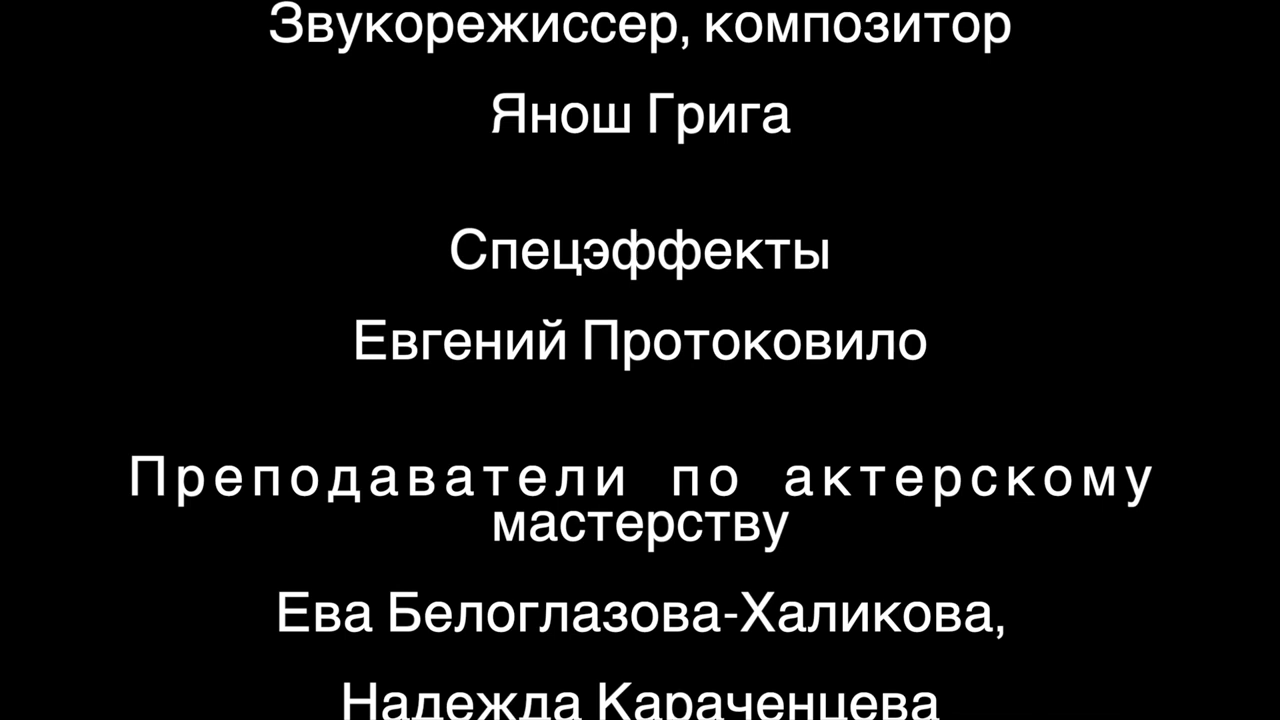 Звукорежиссер, композитор
Янош Грига
Спецэффекты
Евгений Протоковило
Преподаватели по актерскому
мастерству
Ева Белоглазова-Халикова,
Надежда Караченцева